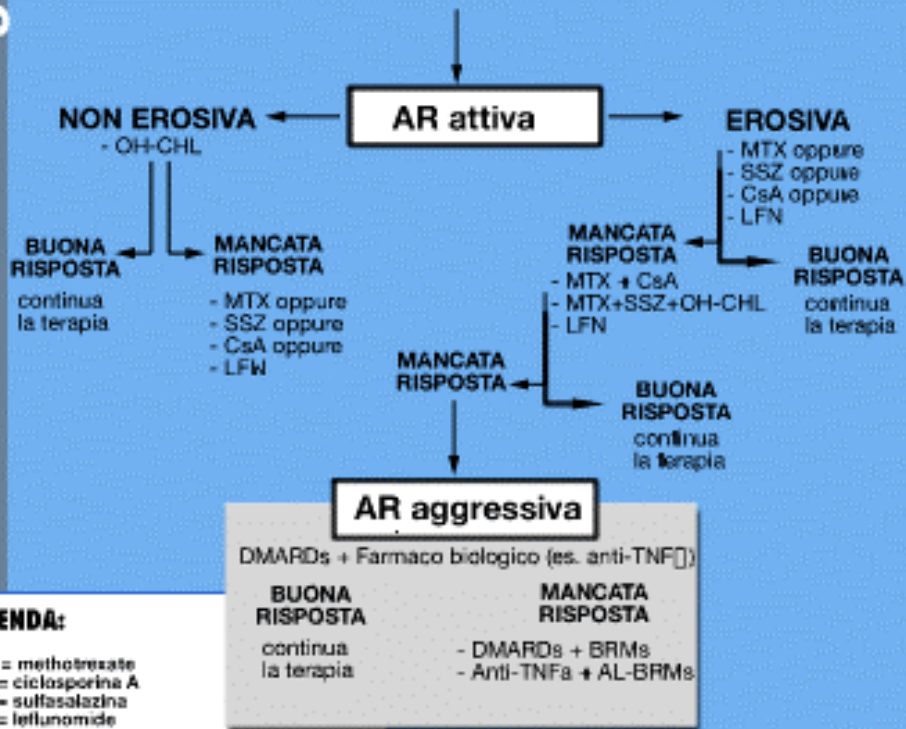 AR attiva
NON EROSIVA
- OH-CHL
BUONA
RISPOSTA
continua
la terapia
MANCATA
RISPOSTA
- MTX oppure
- SSZ oppure
- CsA oppure
- LFN
EROSIVA
- MTX oppure
- SSZ oppure
- CsA oppure
- LFN
MANCATA
RISPOSTA
- MTX + CsA
- MTX+SSZ+OH-CHL
- LFN
BUONA
RISPOSTA
continua
la terapia
MANCATA
RISPOSTA
BUONA
RISPOSTA
continua
la terapia
AR aggressiva
DMARDs + Farmaco biologico (es. anti-TNF▯)
BUONA
RISPOSTA
continua
la terapia
MANCATA
RISPOSTA
- DMARDs + BRMs
- Anti-TNFa + AL-BRMs
ENDA:
= methotrexate
= ciclosporina A
= sulfasalazina
= leflunomide